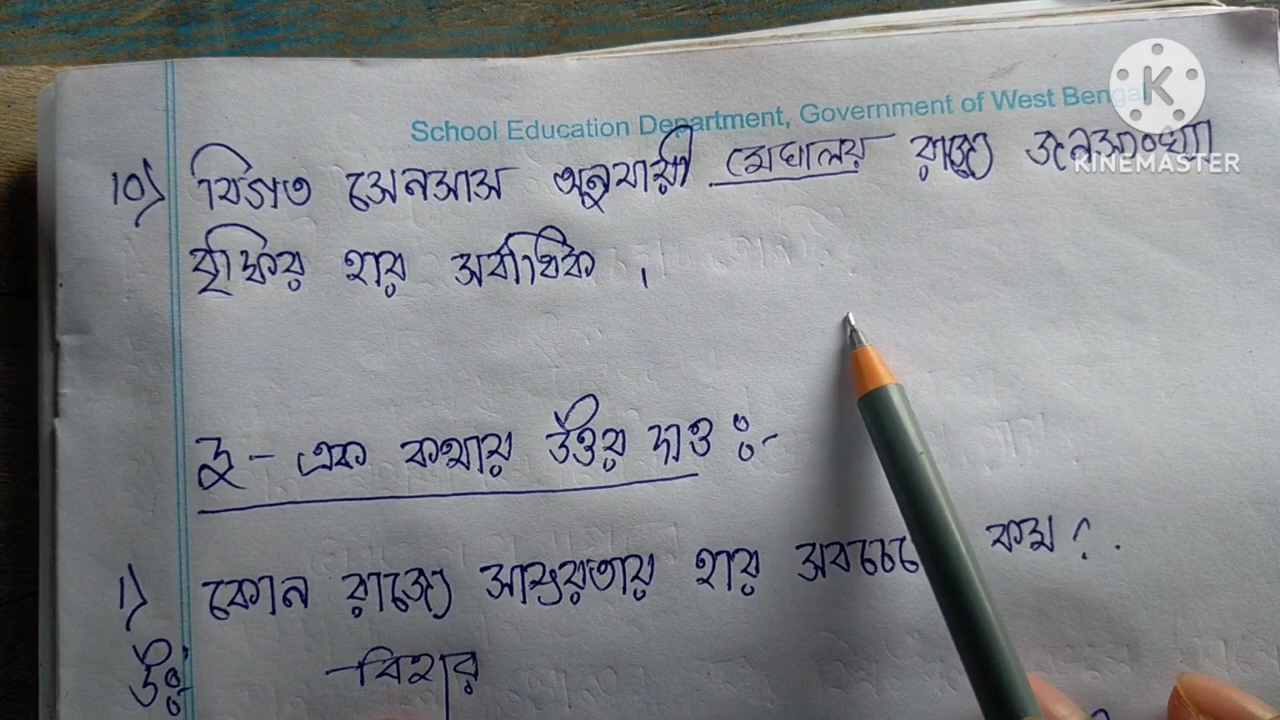 School Education Department, Government of West Bengal
KINEMASTER
10) বিগত সেনসাস অনুযায়ী মেঘালয় রাজ্যে জনসংখ্যা
বৃদ্ধির হার সর্বাধিক ।
- এক কথায় উত্তর দাও ঃ-
1) কোন রাজ্যে সাক্ষরতার হার সবচেয়ে কম ?
উঃ - বিহার